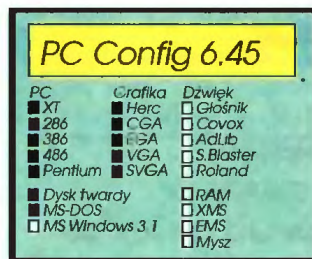 PC Config 6.45
PC Grafika Dźwięk
XT Herc Głośnik
286 CGA Covox
386 EGA AdLib
486 VGA S.Blaster
Pentium SVGA Roland
Dysk twardy RAM
MS-DOS XMS
MS Windows 3.1 EMS
Mysz